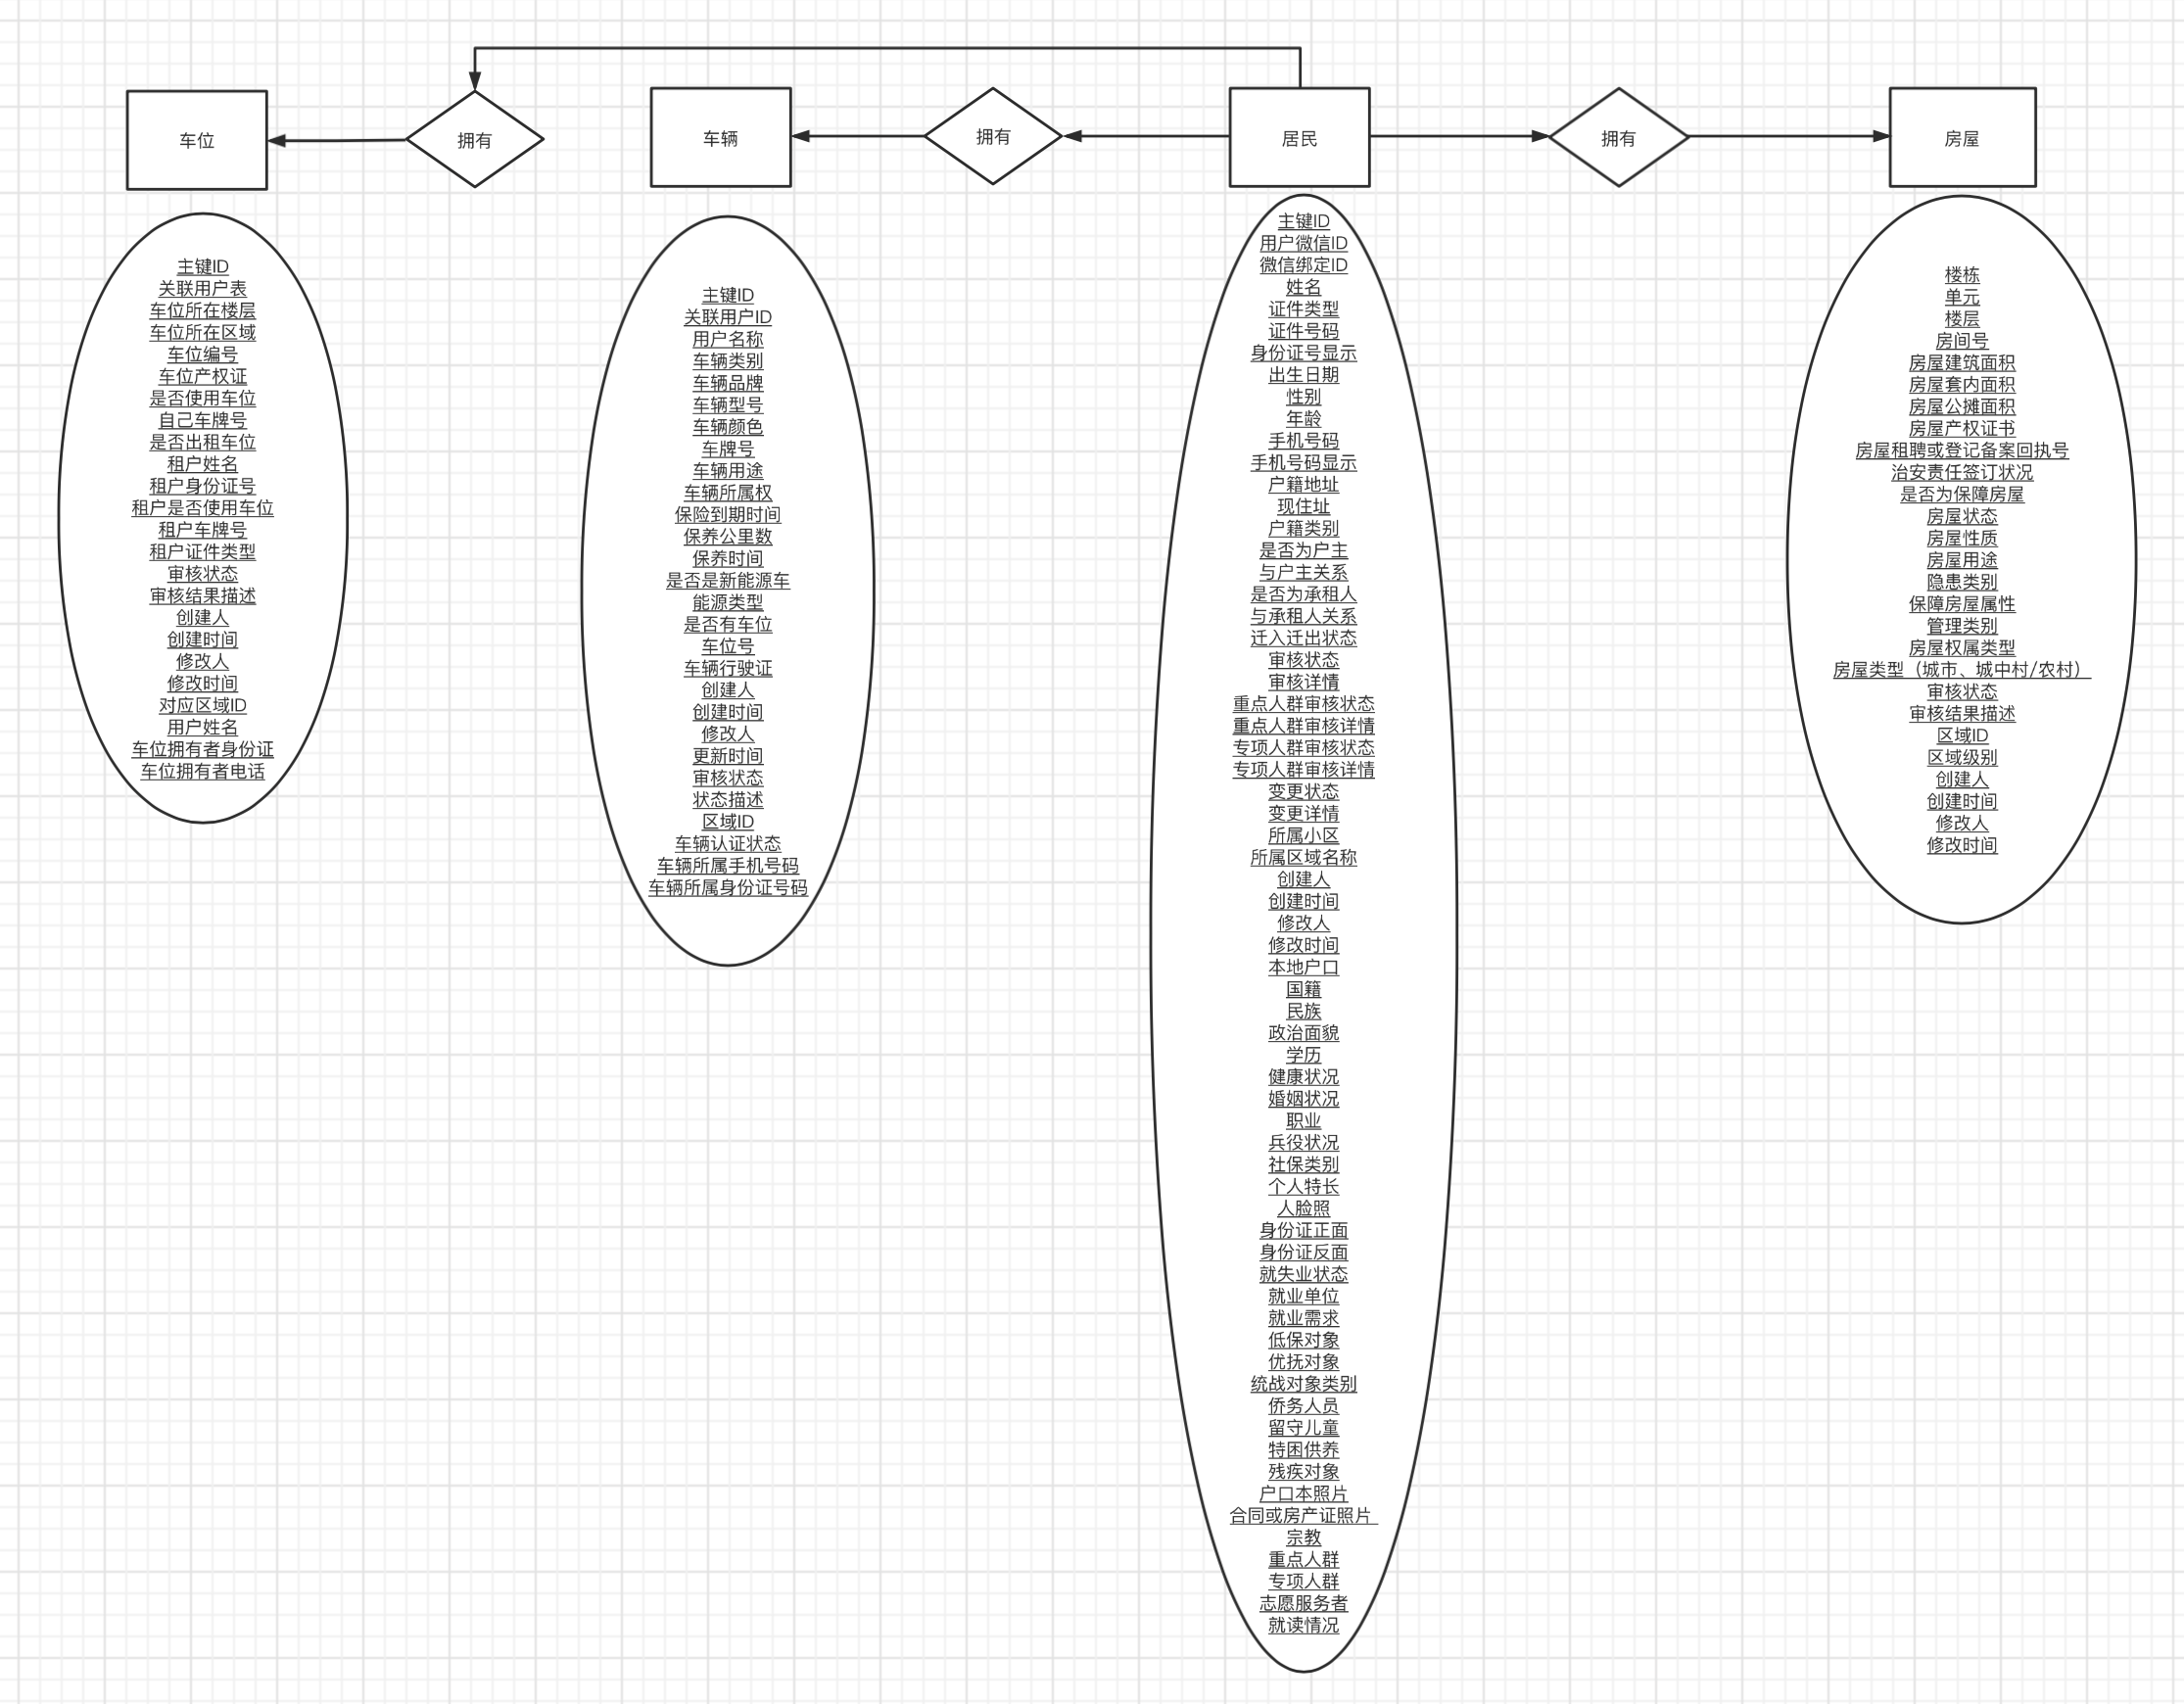 车位
拥有
车辆
拥有
居民
拥有
房屋
主键ID
关联用户表
车位所在楼层
车位所在区域
车位编号
车位产权证
是否使用车位
自己车牌号
是否出租车位
租户姓名
租户身份证号
租户是否使用车位
租户车牌号
租户证件类型
审核状态
审核结果描述
创建人
创建时间
修改人
修改时间
对应区域ID
用户姓名
车位拥有者身份证
车位拥有者电话
主键ID
关联用户ID
用户名称
车辆类别
车辆品牌
车辆型号
车辆颜色
车牌号
车辆用途
车辆所属权
保险到期时间
保养公里数
保养时间
是否是新能源车
能源类型
是否有车位
车位号
车辆行驶证
创建人
创建时间
修改人
更新时间
审核状态
状态描述
区域ID
车辆认证状态
车辆所属手机号码
车辆所属身份证号码
主键ID
用户微信ID
微信绑定ID
姓名
证件类型
证件号码
身份证号显示
出生日期
性别
年龄
手机号码
手机号码显示
户籍地址
现住址
户籍类别
是否为户主
与户主关系
是否为承租人
与承租人关系
迁入迁出状态
审核状态
审核详情
重点人群审核状态
重点人群审核详情
专项人群审核状态
专项人群审核详情
变更状态
变更详情
所属小区
所属区域名称
创建人
创建时间
修改人
修改时间
本地户口
国籍
民族
政治面貌
学历
健康状况
婚姻状况
职业
兵役状况
社保类别
个人特长
人脸照
身份证正面
身份证反面
就失业状态
就业单位
就业需求
低保对象
优抚对象
统战对象类别
侨务人员
留守儿童
特困供养
残疾对象
户口本照片
合同或房产证照片
宗教
重点人群
专项人群
志愿服务者
就读情况
楼栋
单元
楼层
房间号
房屋建筑面积
房屋套内面积
房屋公摊面积
房屋产权证书
房屋租聘或登记备案回执号
治安责任签订状况
是否为保障房屋
房屋状态
房屋性质
房屋用途
隐患类别
保障房屋属性
管理类别
房屋权属类型
房屋类型（城市、城中村/农村）
审核状态
审核结果描述
区域ID
区域级别
创建人
创建时间
修改人
修改时间